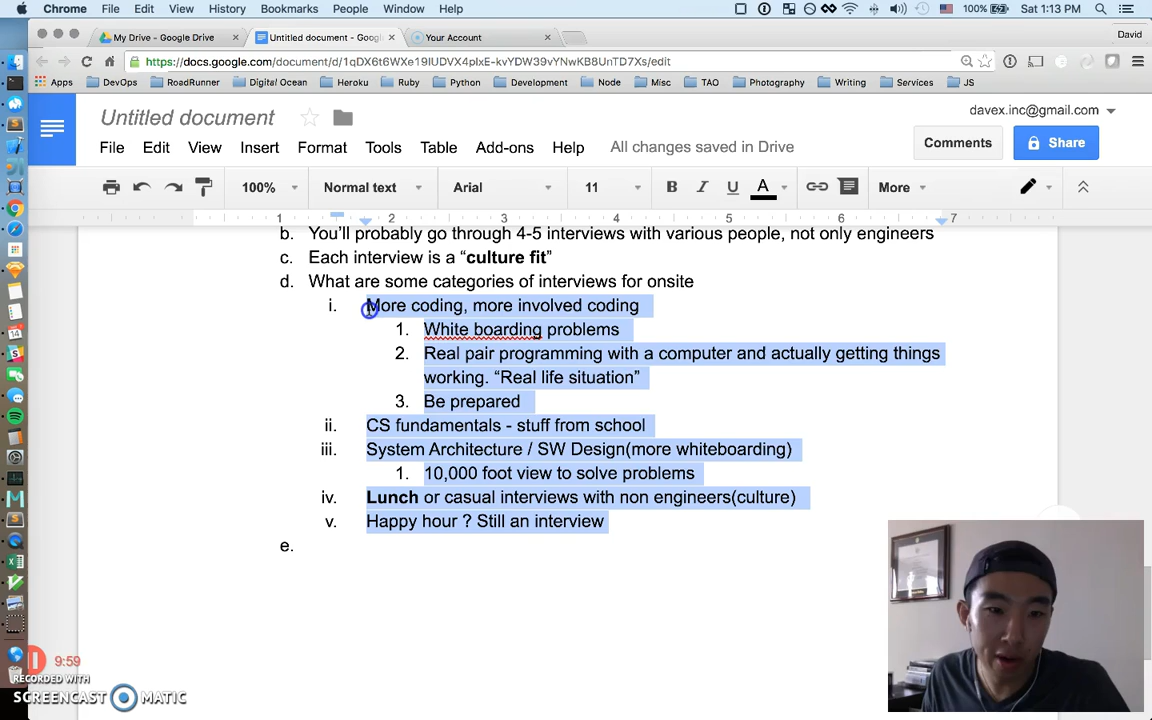 Chrome File Edit View History Bookmarks People Window Help 100% Sat 1:13 PM
My Drive - Google Drive Untitled document - Googl Your Account David
https://docs.google.com/document/d/1qDX6t6WXe19IUDVX4plxE-kvYDW39vYNwKB8UnTD7Xs/edit
Apps DevOps RoadRunner Digital Ocean Heroku Ruby Python Development Node Misc TAO Photography Writing Services JS
Untitled document
davex.inc@gmail.com
File Edit View Insert Format Tools Table Add-ons Help All changes saved in Drive
Comments Share
100% Normal text Arial 11 B I U A More
1 2 3 4 5 6 7
b. You'll probably go through 4-5 interviews with various people, not only engineers
c. Each interview is a “culture fit”
d. What are some categories of interviews for onsite
i. More coding, more involved coding
1. White boarding problems
2. Real pair programming with a computer and actually getting things
working. “Real life situation”
3. Be prepared
ii. CS fundamentals - stuff from school
iii. System Architecture / SW Design(more whiteboarding)
1. 10,000 foot view to solve problems
iv. Lunch or casual interviews with non engineers(culture)
v. Happy hour ? Still an interview
e.
9:59
RECORDED WITH
SCREENCAST MATIC